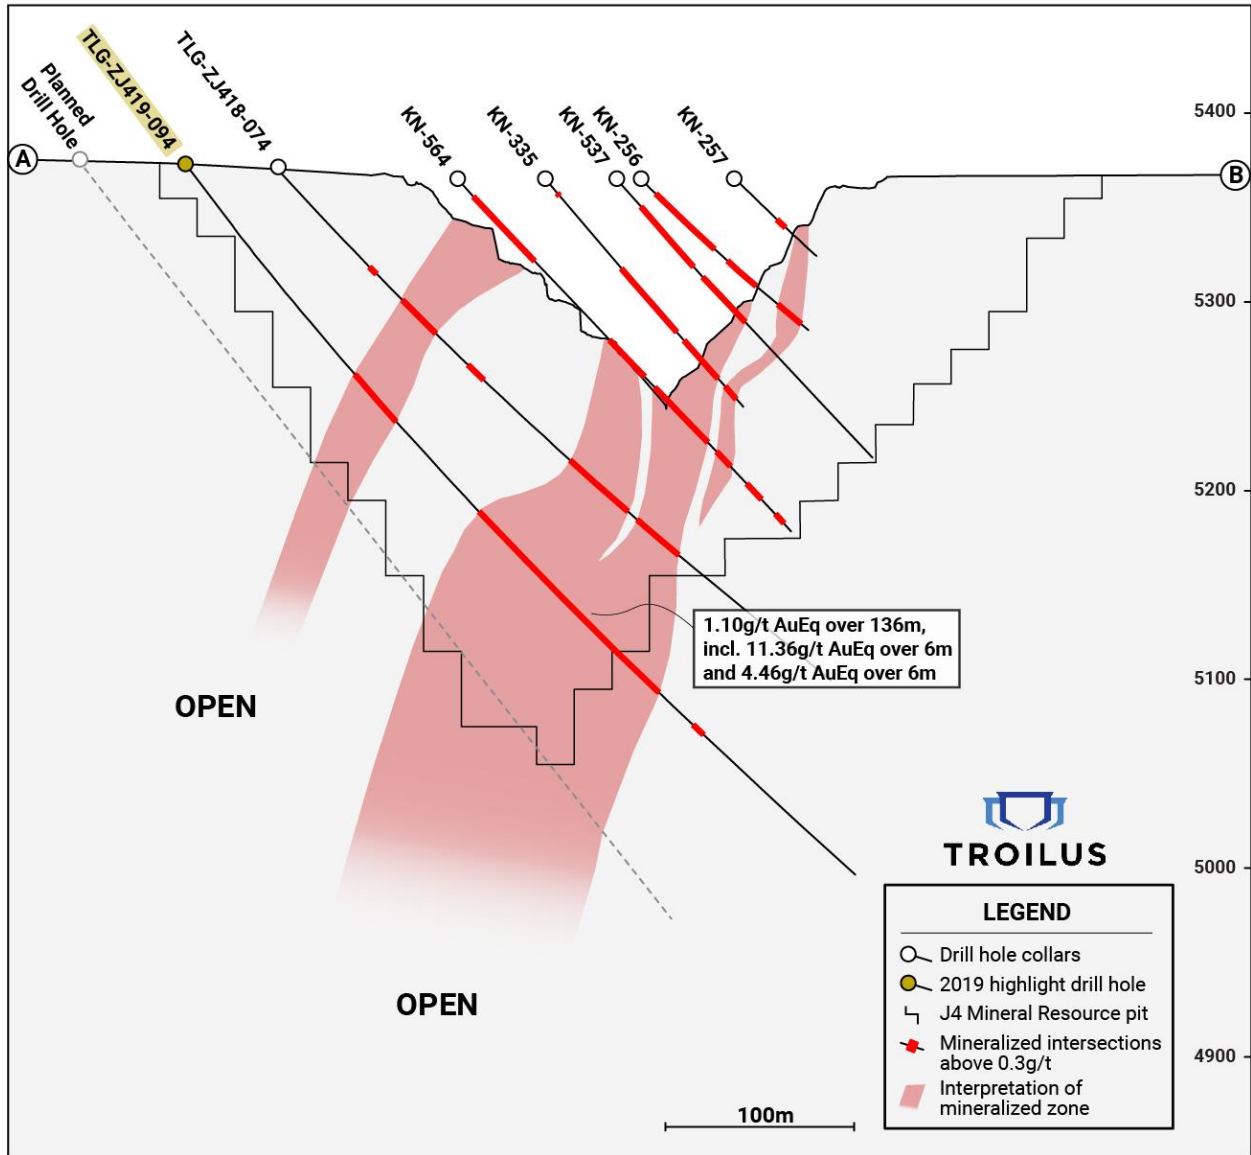 Planned
Drill Hole
TLG-ZJ419-094
TLG-ZJ418-074
KN-564
KN-335
KN-537
KN-256
KN-257
A
B
5400
5300
5200
5100
5000
4900
1.10g/t AuEq over 136m,
incl. 11.36g/t AuEq over 6m
and 4.46g/t AuEq over 6m
OPEN
OPEN
TROILUS
LEGEND
Drill hole collars
2019 highlight drill hole
J4 Mineral Resource pit
Mineralized intersections
above 0.3g/t
Interpretation of
mineralized zone
100m